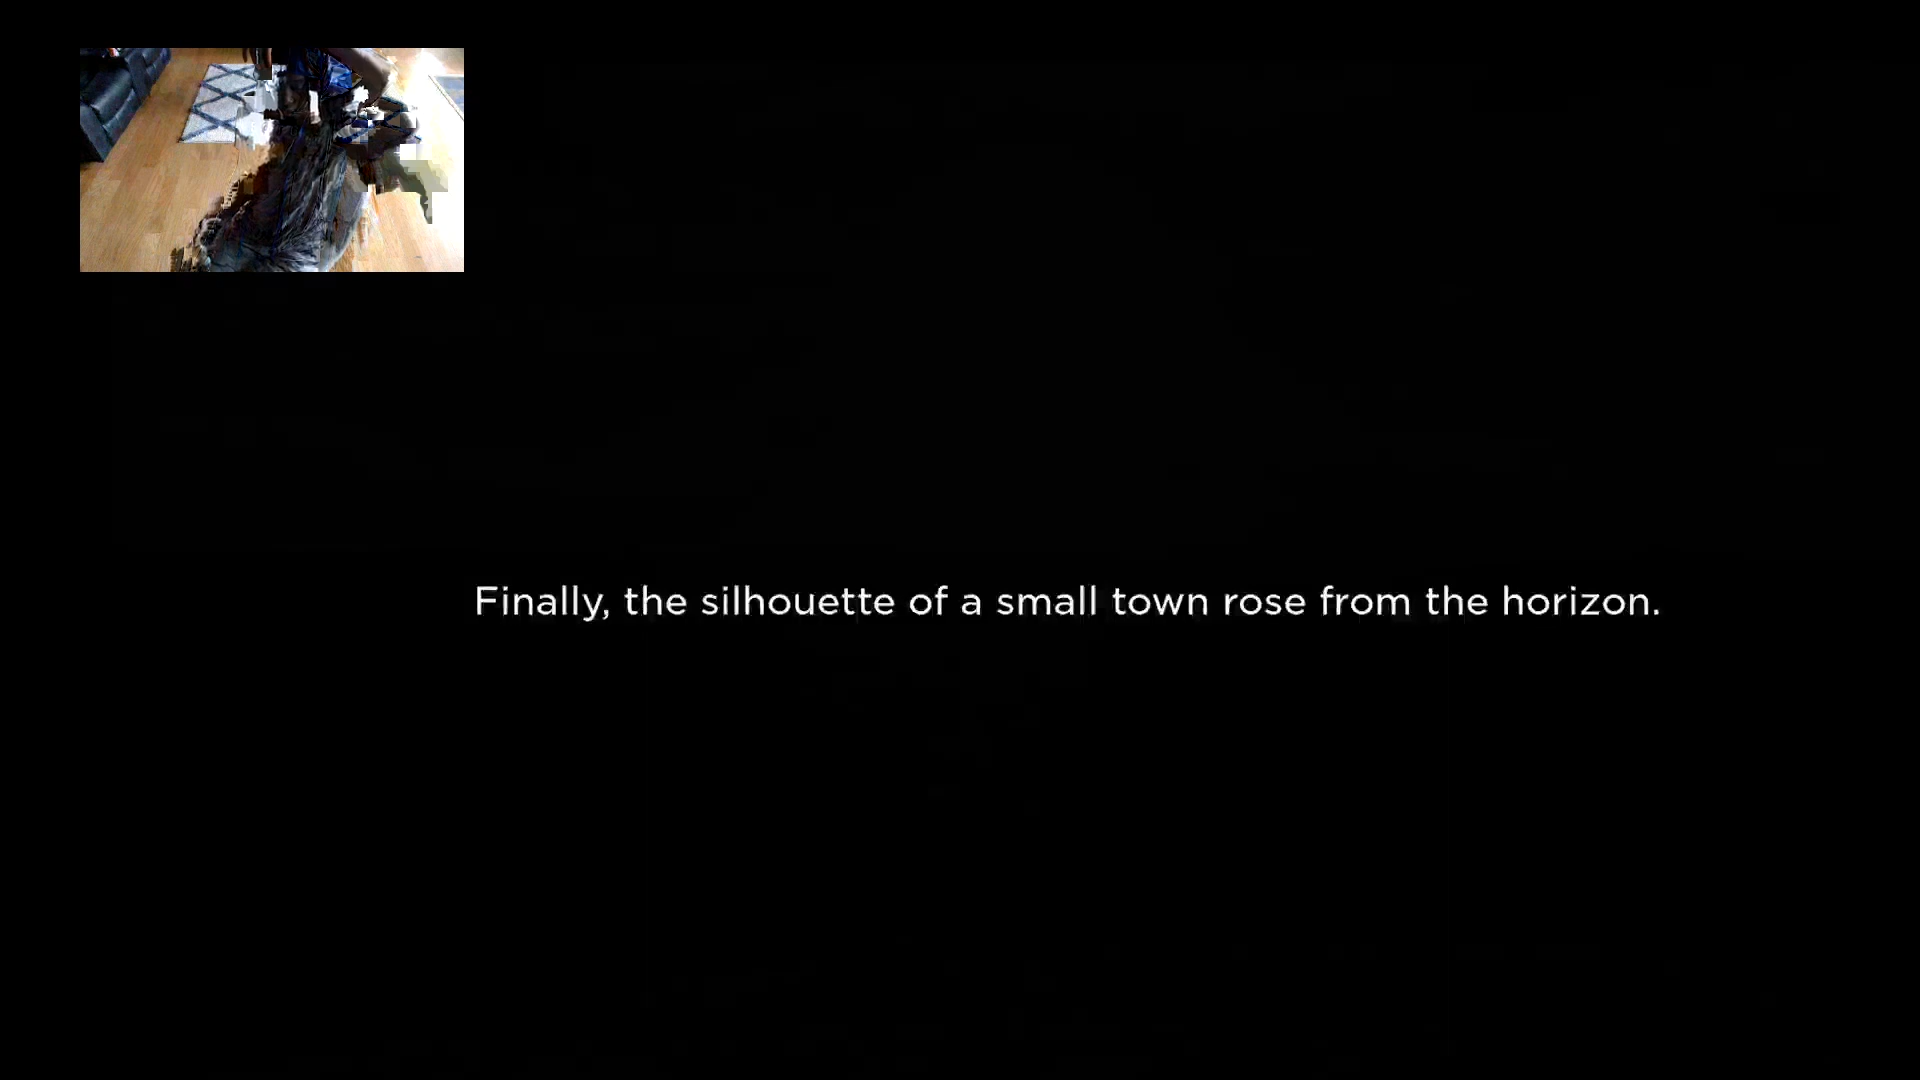 Finally, the silhouette of a small town rose from the horizon.